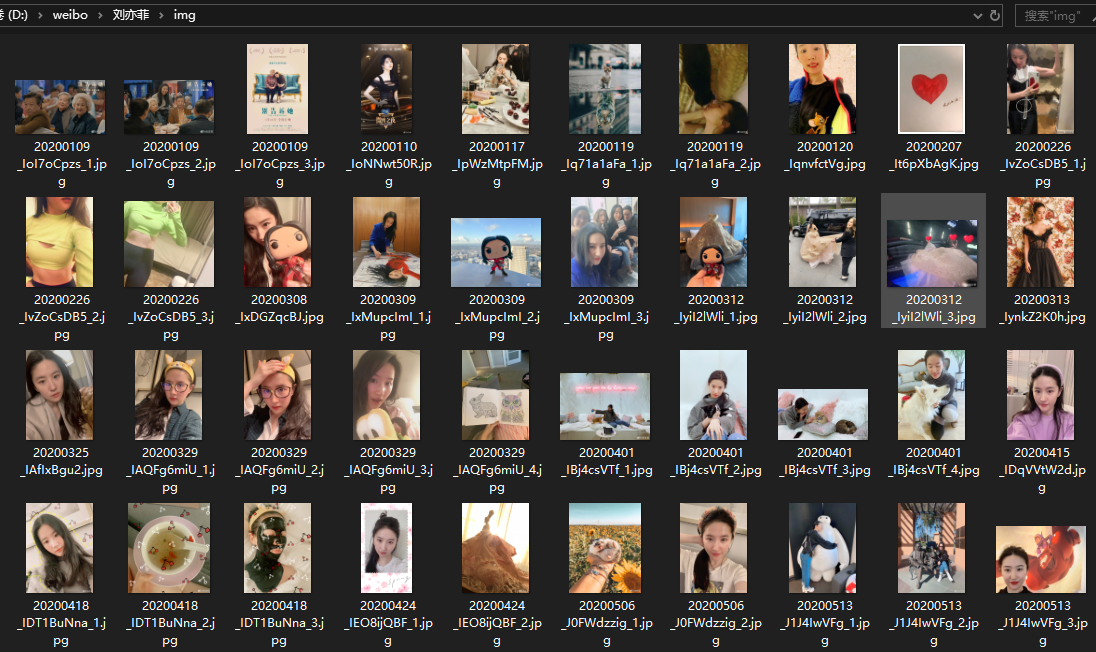 卷 (D:) › weibo › 刘亦菲 › img
搜索"img"
20200109_IoI7oCpzs_1.jpg
20200109_IoI7oCpzs_2.jpg
20200109_IoI7oCpzs_3.jpg
20200110_IoNNwt50R.jpg
20200117_IpWzMtpFM.jpg
20200119_Iq71a1aFa_1.jpg
20200119_Iq71a1aFa_2.jpg
20200120_IqnvfctVg.jpg
20200207_It6pXbAgK.jpg
20200226_IvZoCsDB5_1.jpg
20200226_IvZoCsDB5_2.jpg
20200226_IvZoCsDB5_3.jpg
20200308_IxDGZqcBJ.jpg
20200309_IxMupcImI_1.jpg
20200309_IxMupcImI_2.jpg
20200309_IxMupcImI_3.jpg
20200312_IyiI2lWli_1.jpg
20200312_IyiI2lWli_2.jpg
20200312_IyiI2lWli_3.jpg
20200313_IynkZ2K0h.jpg
20200325_IAfIxBgu2.jpg
20200329_IAQFg6miU_1.jpg
20200329_IAQFg6miU_2.jpg
20200329_IAQFg6miU_3.jpg
20200329_IAQFg6miU_4.jpg
20200401_IBj4csVTf_1.jpg
20200401_IBj4csVTf_2.jpg
20200401_IBj4csVTf_3.jpg
20200401_IBj4csVTf_4.jpg
20200415_IDqVVtW2d.jpg
20200418_IDT1BuNna_1.jpg
20200418_IDT1BuNna_2.jpg
20200418_IDT1BuNna_3.jpg
20200424_IEO8ijQBF_1.jpg
20200424_IEO8ijQBF_2.jpg
20200506_J0FWdzzig_1.jpg
20200506_J0FWdzzig_2.jpg
20200513_J1J4IwVFg_1.jpg
20200513_J1J4IwVFg_2.jpg
20200513_J1J4IwVFg_3.jpg